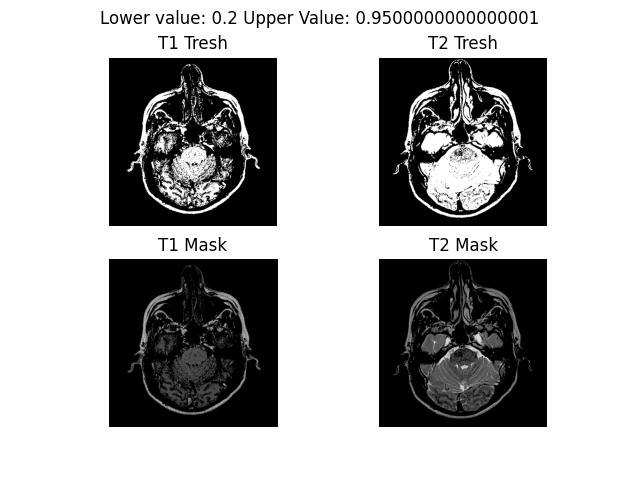 Lower value: 0.2 Upper Value: 0.9500000000000001
T1 Tresh
T2 Tresh
T1 Mask
T2 Mask